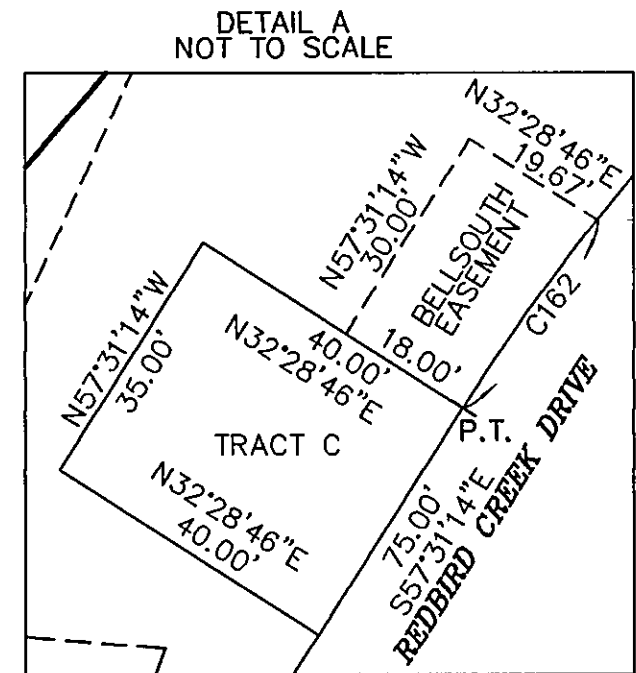 DETAIL A
NOT TO SCALE
N32°28'46"E
19.67'
N57°31'14"W
30.00'
BELLSOUTH
EASEMENT
C162
18.00'
40.00'
N32°28'46"E
N57°31'14"W
35.00'
P.T.
TRACT C
N32°28'46"E
40.00'
75.00'
S57°31'14"E
REDBIRD CREEK DRIVE